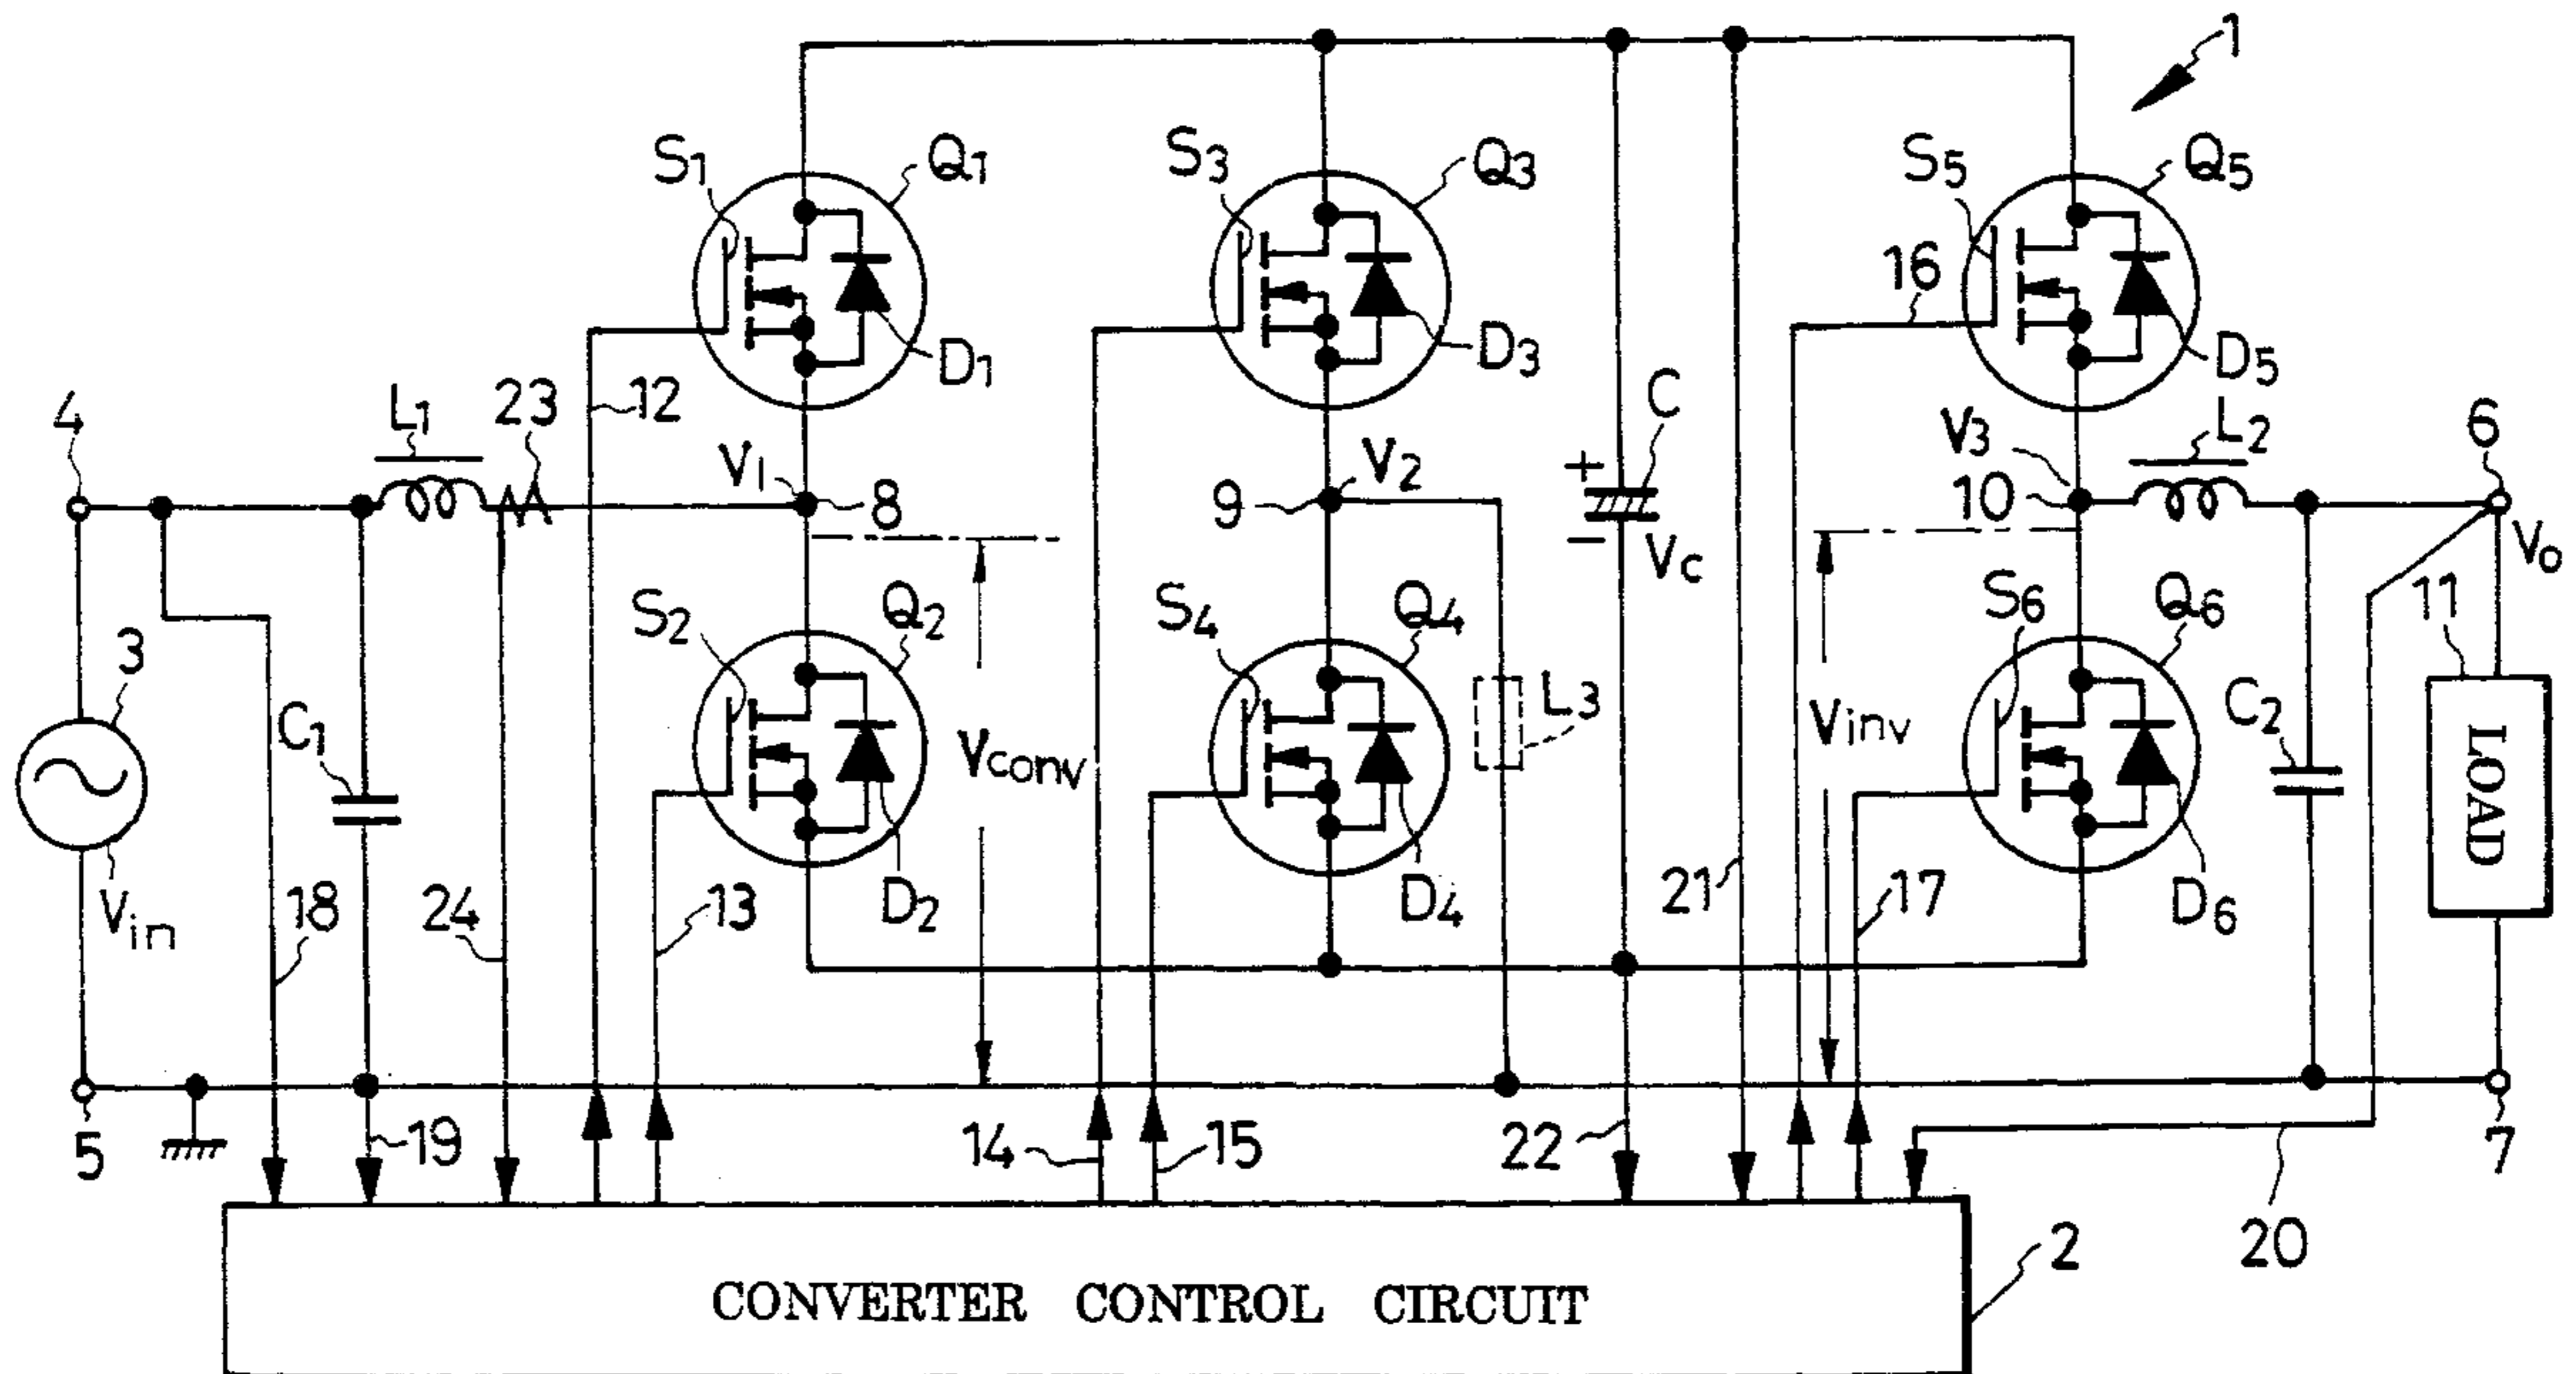 1
S1
Q1
S3
Q3
S5
Q5
16
D1
D3
D5
4
L1
23
12
C
6
V1
8
9
V2
V3
10
L2
+
−
Vc
Vo
3
S2
Q2
S4
Q4
S6
Q6
11
C1
Vconv
L3
Vinv
C2
LOAD
Vin
18
24
13
D2
D4
21
17
D6
5
19
14
15
22
20
7
2
CONVERTER CONTROL CIRCUIT